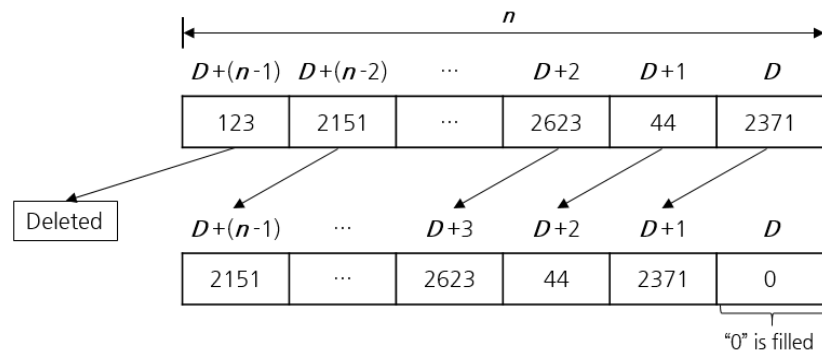 n
D+(n-1) D+(n-2) ... D+2 D+1 D
123 2151 ... 2623 44 2371
Deleted
D+(n-1) ... D+3 D+2 D+1 D
2151 ... 2623 44 2371 0
“0” is filled